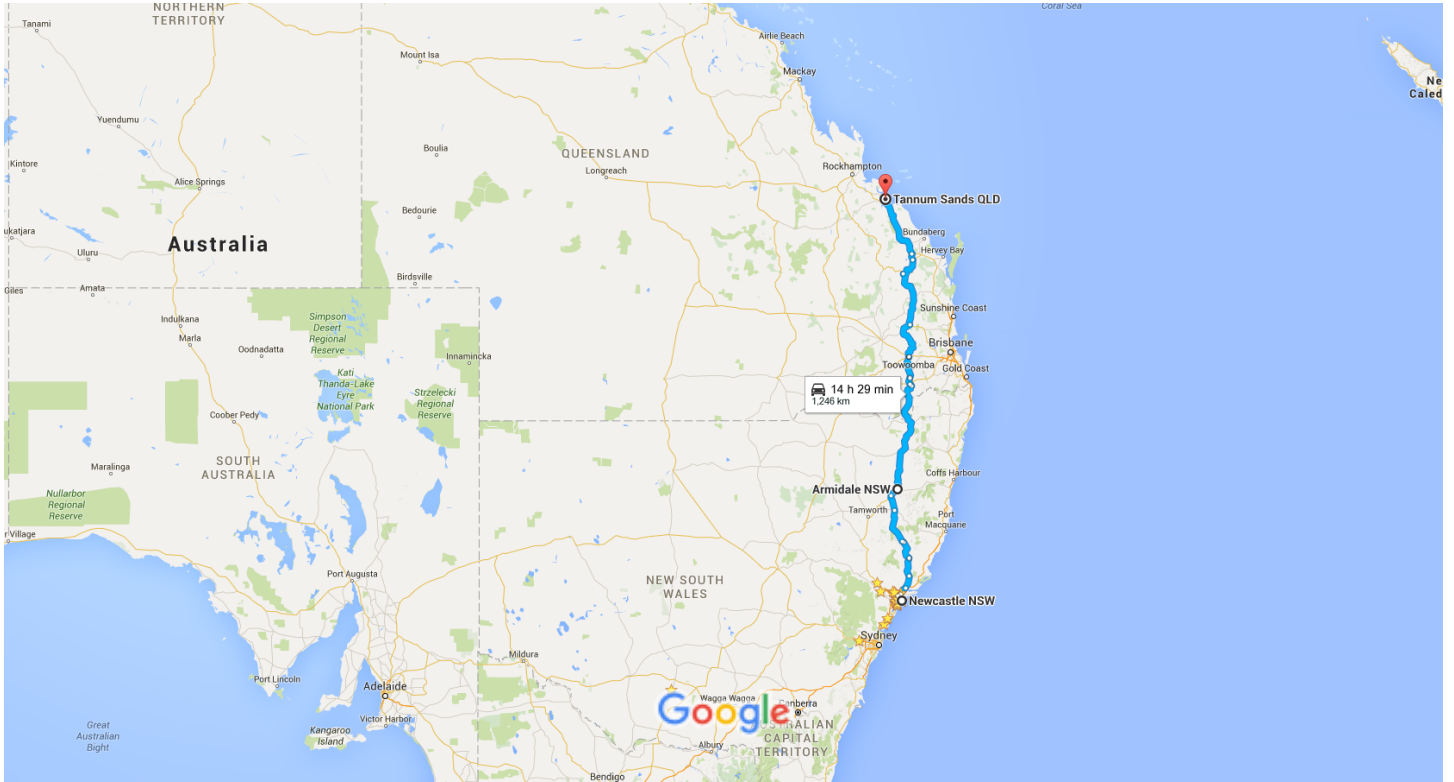 NORTHERN
TERRITORY
Coral Sea
Tanami
Airlie Beach
Mount Isa
Mackay
Ne
Caled
Yuendumu
Boulia
QUEENSLAND
Rockhampton
Kintore
Longreach
Alice Springs
Tannum Sands QLD
Bedourie
ukatjara
Bundaberg
Australia
Uluru
Hervey Bay
Birdsville
Giles
Amata
Simpson
Desert
Regional
Reserve
Sunshine Coast
Indulkana
Marla
Oodnadatta
Brisbane
Innamincka
Toowoomba
Gold Coast
Kati
Thanda-Lake
Eyre
National Park
14 h 29 min
1,246 km
Strzelecki
Regional
Reserve
Coober Pedy
SOUTH
AUSTRALIA
Maralinga
Coffs Harbour
Armidale NSW
Nullarbor
Regional
Reserve
Tamworth
Port
Macquarie
r Village
Port Augusta
NEW SOUTH
WALES
Newcastle NSW
Sydney
Mildura
Port Lincoln
Adelaide
Wagga Wagga
Canberra
Google
Victor Harbor
Great
Australian
Bight
Kangaroo
Island
AUSTRALIAN
CAPITAL
TERRITORY
Albury
Bendigo